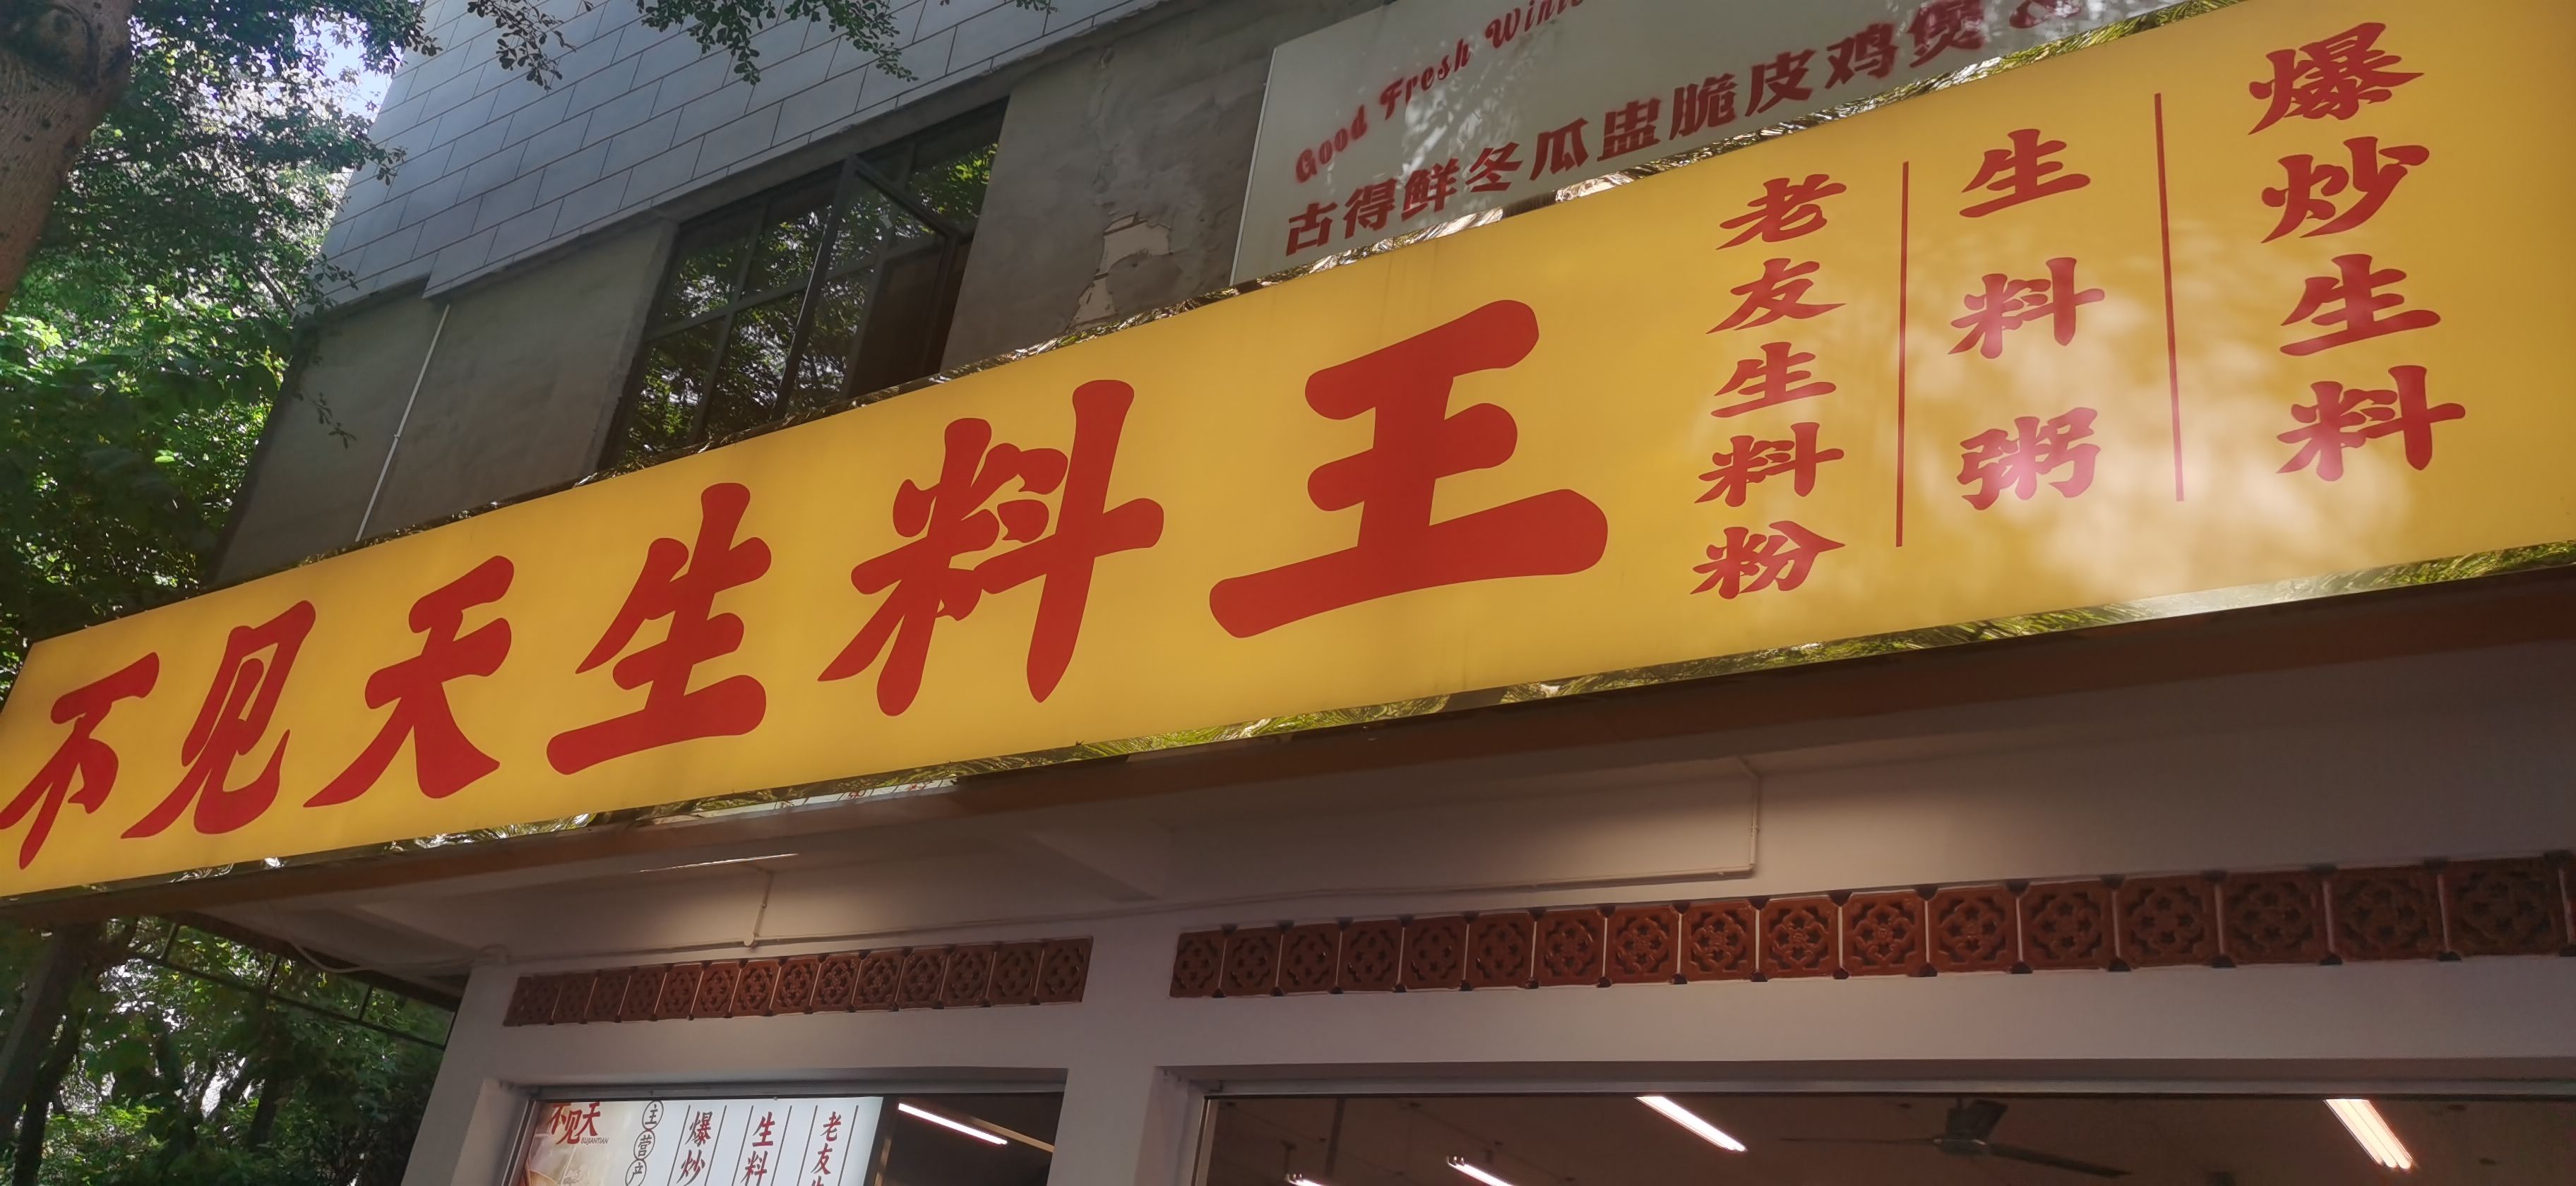 Good Fresh
古得鲜冬瓜盅脆皮鸡煲
不见天生料王
老友生料粉
生料粥
爆炒生料
不见天
BUJIANTIAN
主营产
爆炒
生料
老友